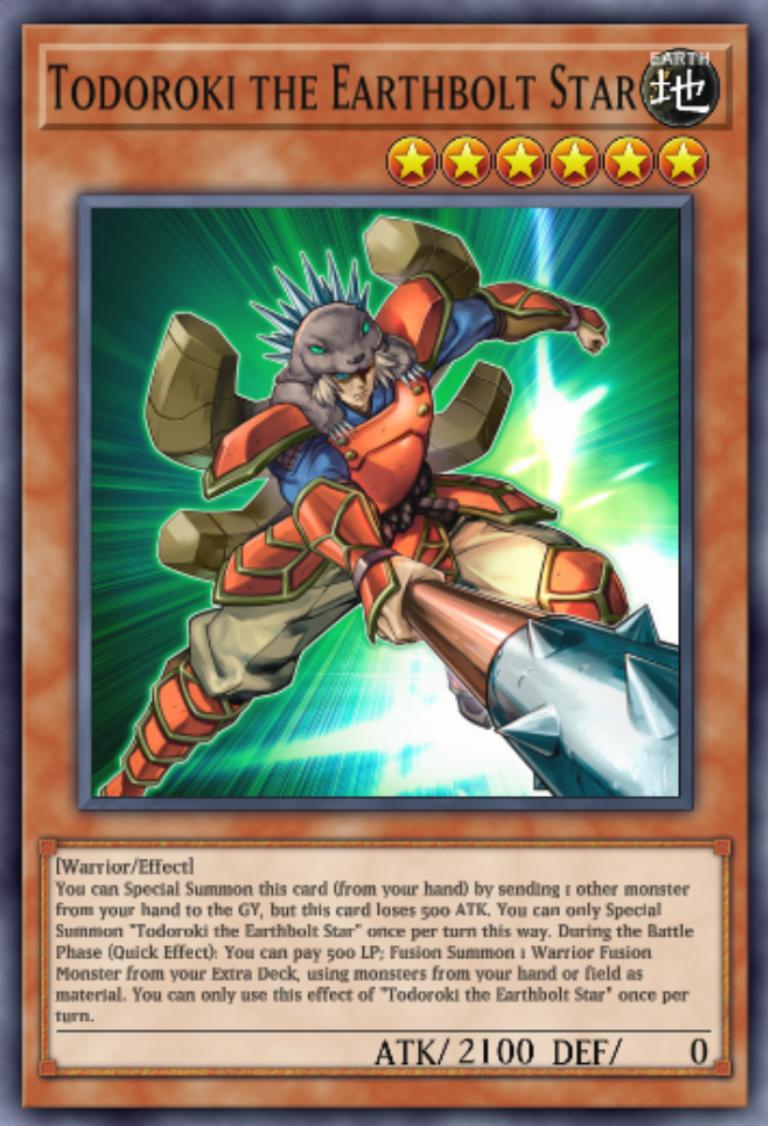 TODOROKI THE EARTHBOLT STAR
EARTH
地
[Warrior/Effect]
You can Special Summon this card (from your hand) by sending 1 other monster
from your hand to the GY, but this card loses 500 ATK. You can only Special
Summon "Todoroki the Earthbolt Star" once per turn this way. During the Battle
Phase (Quick Effect): You can pay 500 LP; Fusion Summon 1 Warrior Fusion
Monster from your Extra Deck, using monsters from your hand or field as
material. You can only use this effect of "Todoroki the Earthbolt Star" once per
turn.
ATK/ 2100 DEF/ 0